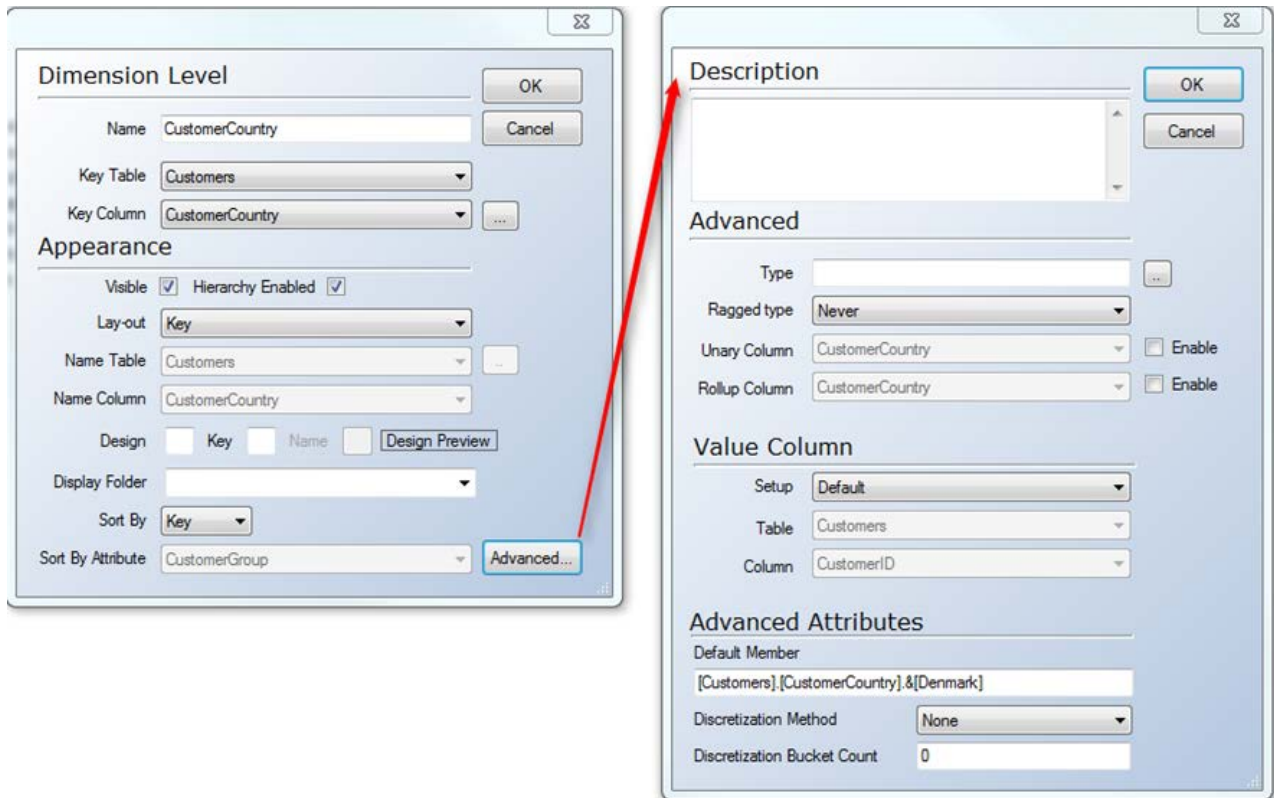 Dimension Level
OK
Name CustomerCountry
Cancel
Key Table Customers
Key Column CustomerCountry ...
Appearance
Visible Hierarchy Enabled
Lay-out Key
Name Table Customers ...
Name Column CustomerCountry
Design Key Name Design Preview
Display Folder
Sort By Key
Sort By Attribute CustomerGroup Advanced...
Description
OK
Cancel
Advanced
Type ..
Ragged type Never
Unary Column CustomerCountry Enable
Rollup Column CustomerCountry Enable
Value Column
Setup Default
Table Customers
Column CustomerID
Advanced Attributes
Default Member
[Customers].[CustomerCountry].&[Denmark]
Discretization Method None
Discretization Bucket Count 0